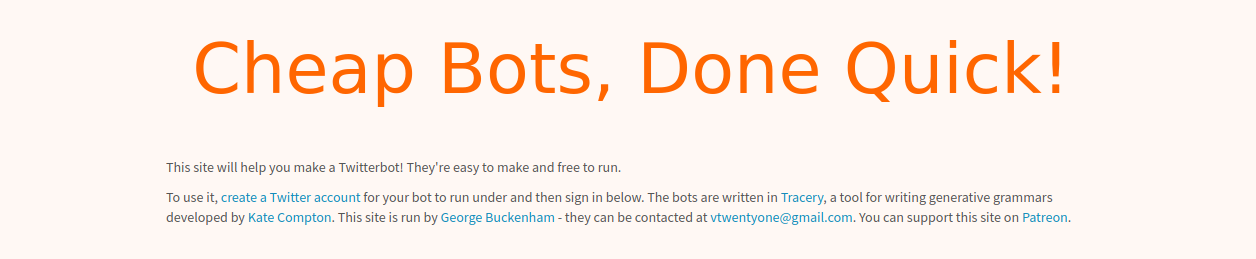 Cheap Bots, Done Quick!
This site will help you make a Twitterbot! They're easy to make and free to run.
To use it, create a Twitter account for your bot to run under and then sign in below. The bots are written in Tracery, a tool for writing generative grammars
developed by Kate Compton. This site is run by George Buckenham - they can be contacted at vtwentyone@gmail.com. You can support this site on Patreon.